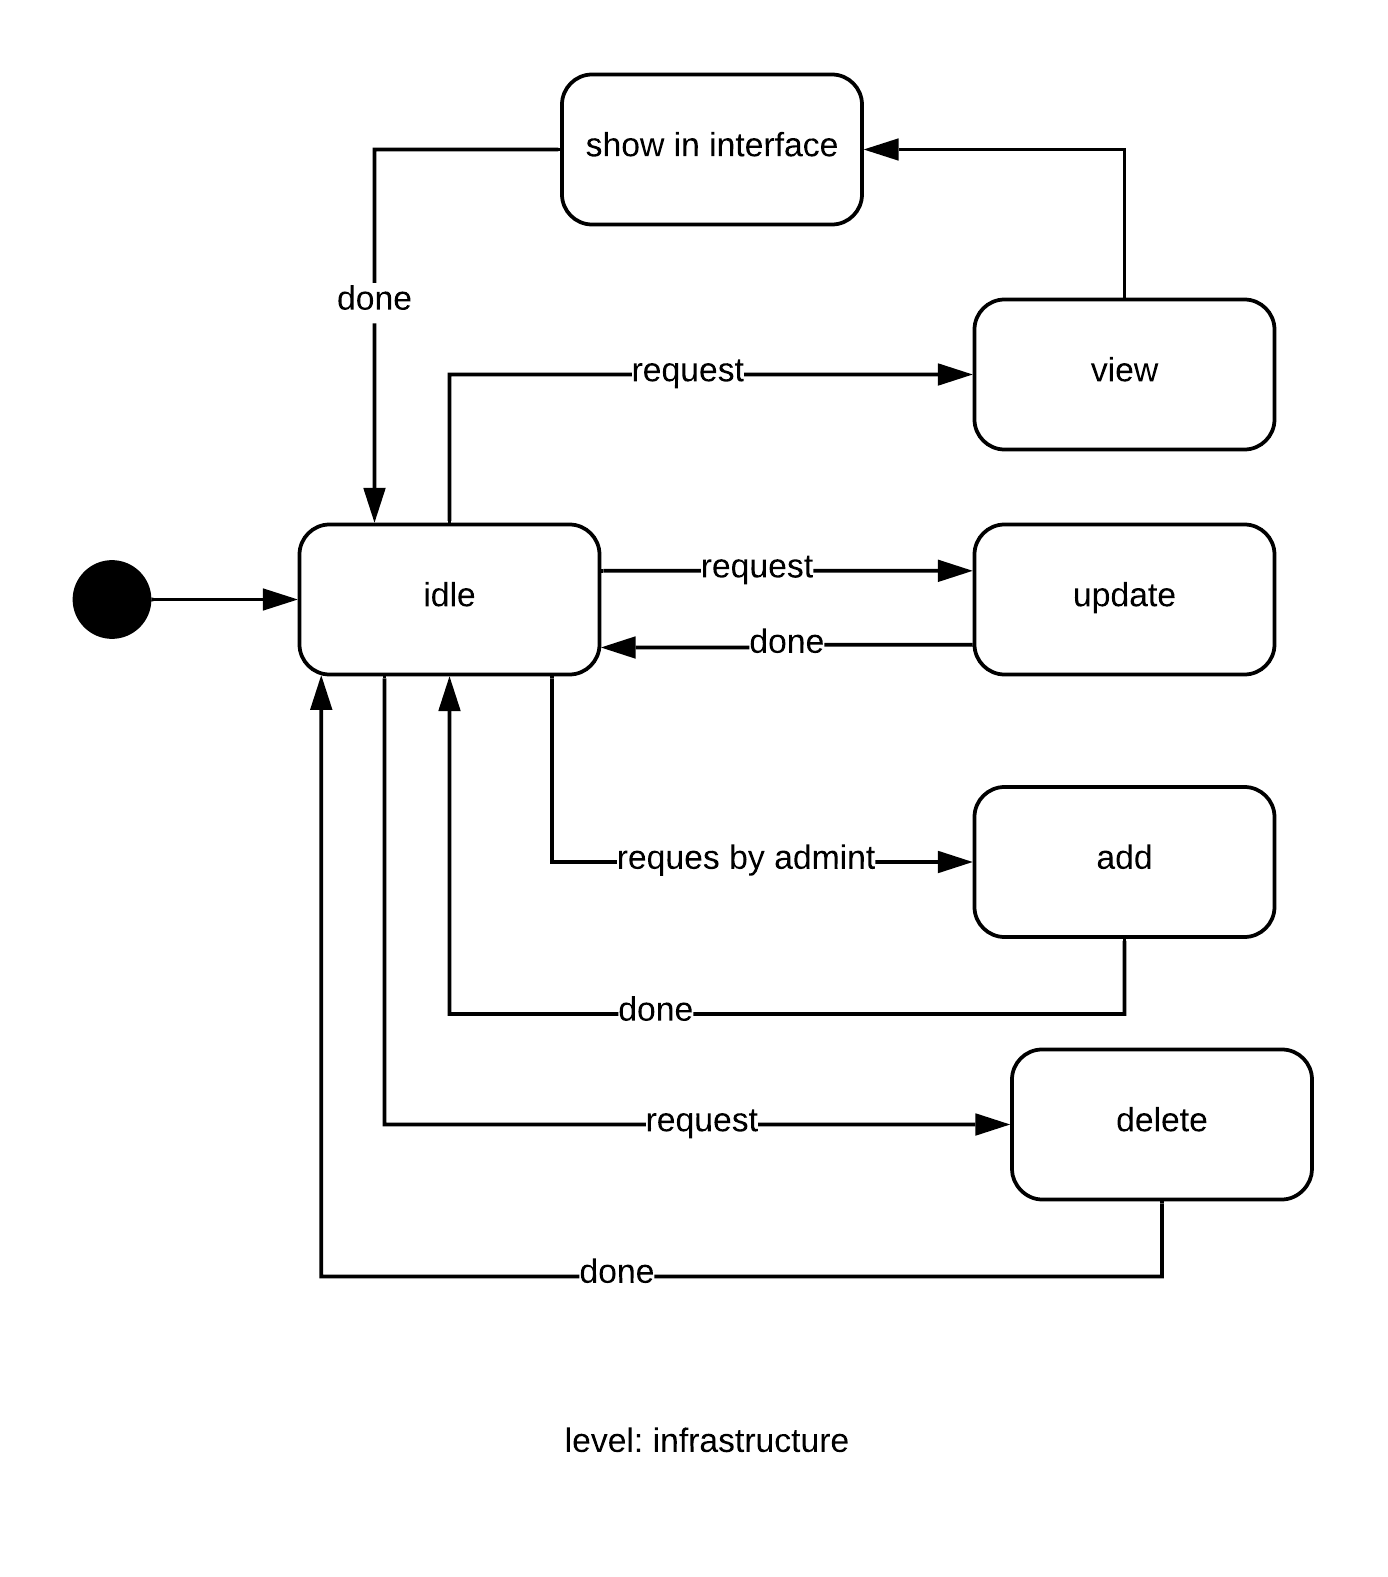 show in interface
done
request
view
request
idle
update
done
reques by admint
add
done
request
delete
done
level: infrastructure